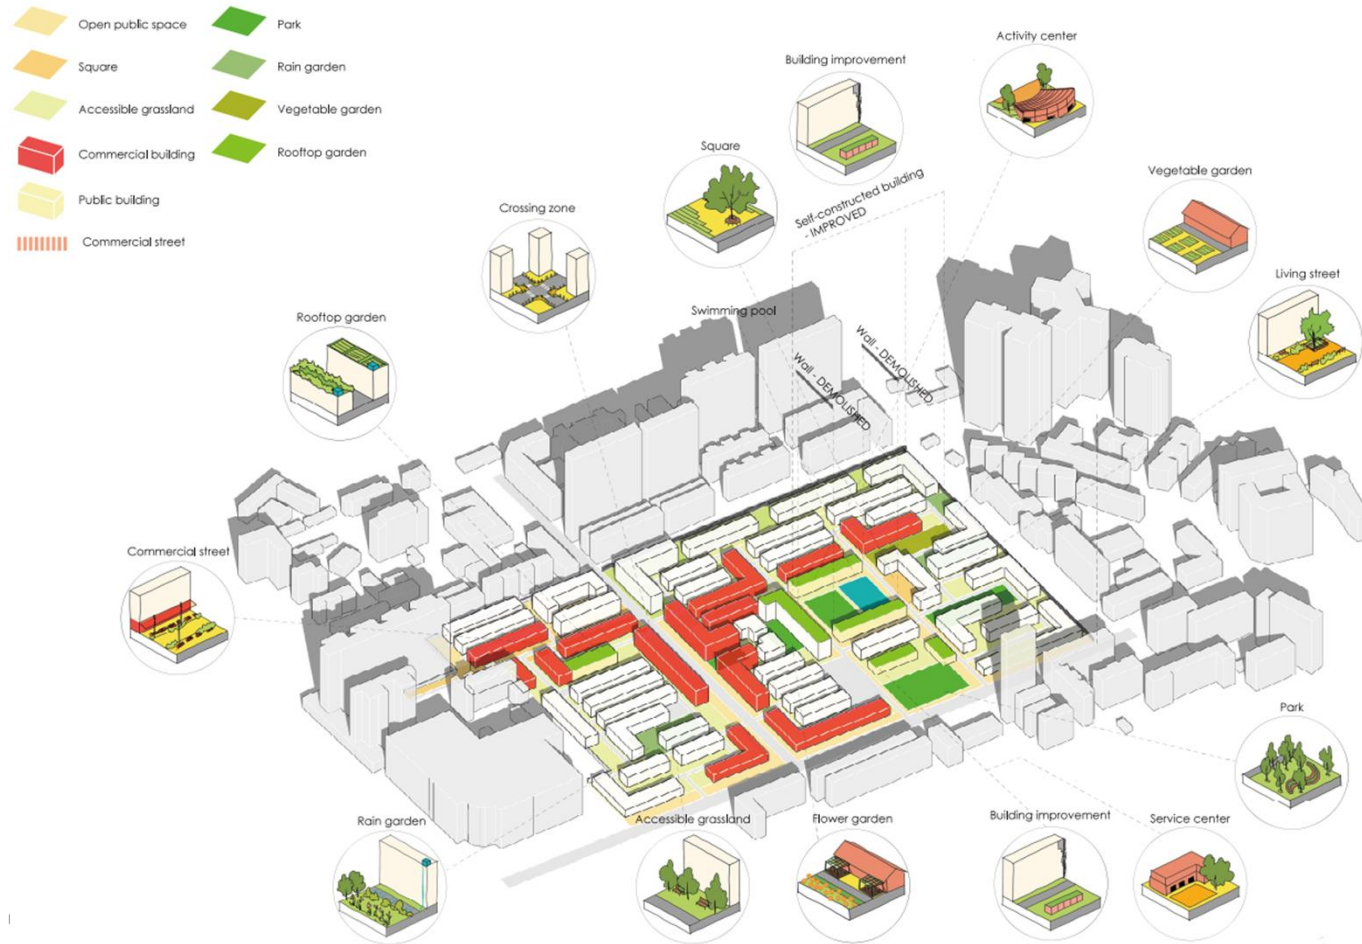 Open public space
Park
Square
Rain garden
Accessible grassland
Vegetable garden
Commercial building
Rooftop garden
Public building
Commercial street
Activity center
Building improvement
Square
Vegetable garden
Self-constructed building
- IMPROVED
Crossing zone
Living street
Rooftop garden
Swimming pool
Wall - DEMOLISHED
Wall - DEMOLISHED
Commercial street
Park
Rain garden
Accessible grassland
Flower garden
Building improvement
Service center